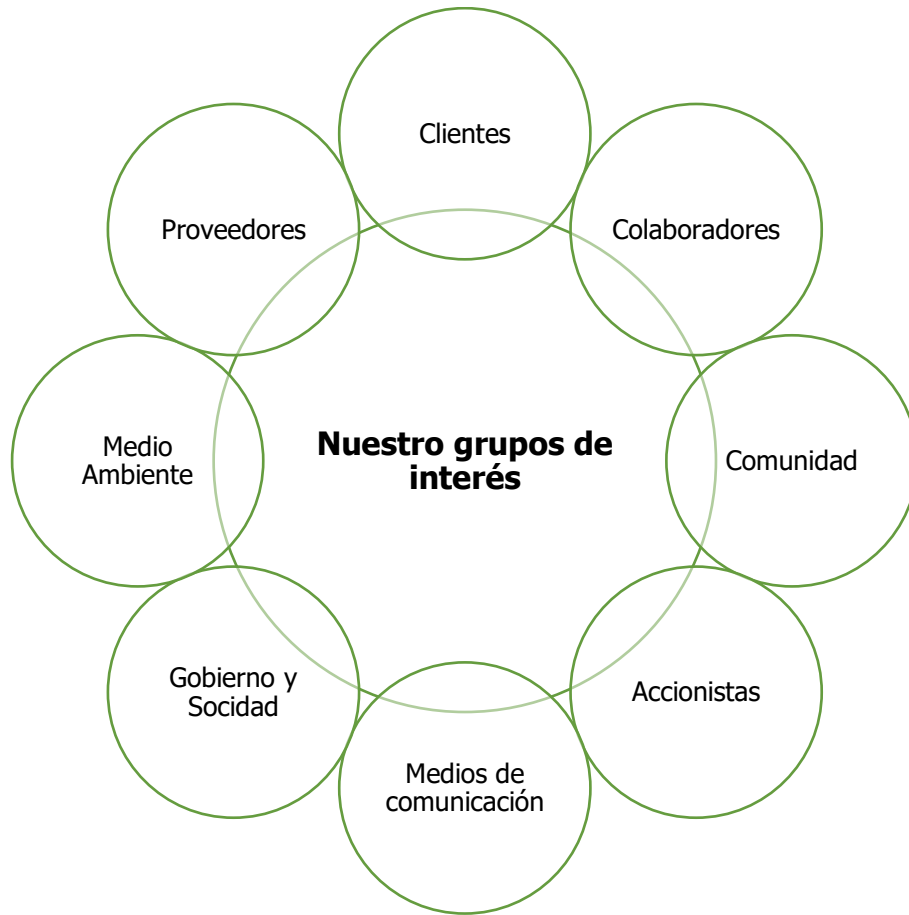 Clientes
Colaboradores
Comunidad
Accionistas
Medios de
comunicación
Gobierno y
Socidad
Medio
Ambiente
Proveedores
Nuestro grupos de
interés